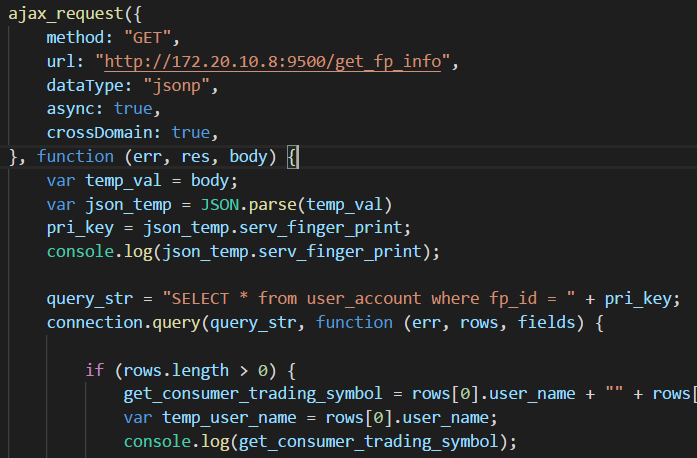 ajax_request({
method: "GET",
url: "http://172.20.10.8:9500/get_fp_info",
dataType: "jsonp",
async: true,
crossDomain: true,
}, function (err, res, body) {
var temp_val = body;
var json_temp = JSON.parse(temp_val)
pri_key = json_temp.serv_finger_print;
console.log(json_temp.serv_finger_print);
query_str = "SELECT * from user_account where fp_id = " + pri_key;
connection.query(query_str, function (err, rows, fields) {
if (rows.length > 0) {
get_consumer_trading_symbol = rows[0].user_name + "" + rows[
var temp_user_name = rows[0].user_name;
console.log(get_consumer_trading_symbol);